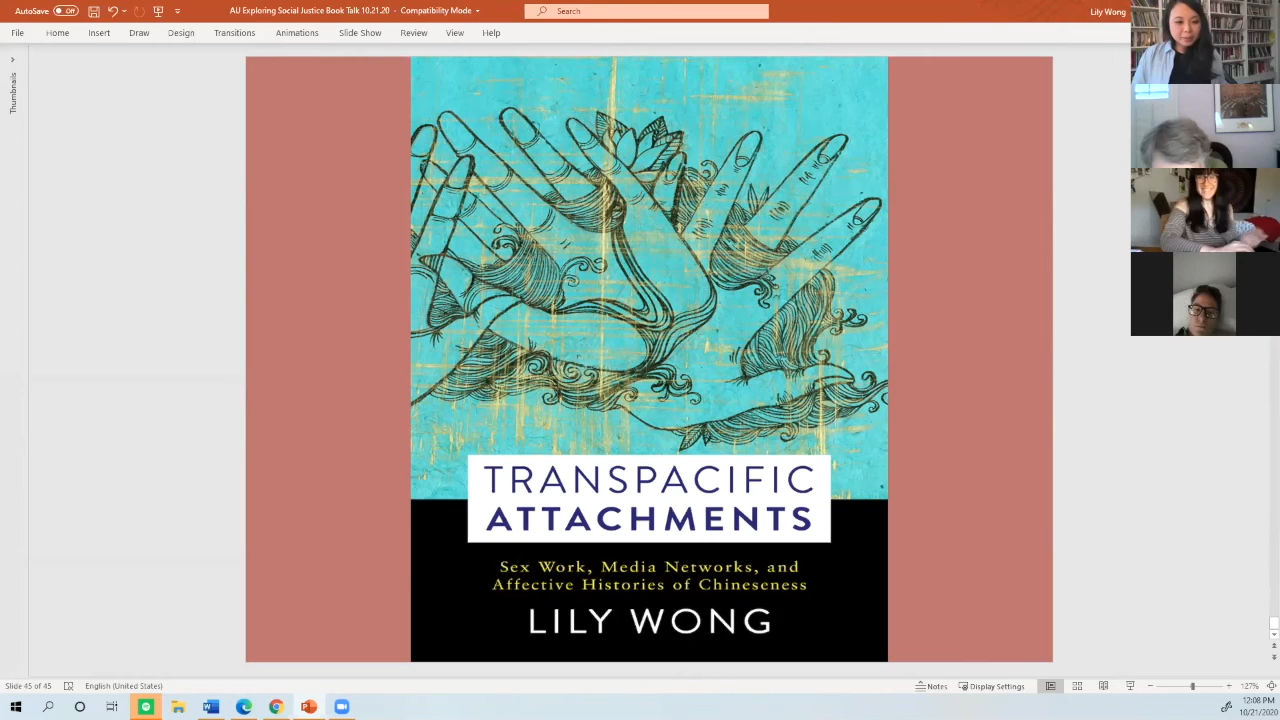 AutoSave Off
AU Exploring Social Justice Book Talk 10.21.20 - Compatibility Mode
Search
Lily Wong
File Home Insert Draw Design Transitions Animations Slide Show Review View Help
Thumbnails
TRANSPACIFIC
ATTACHMENTS
Sex Work, Media Networks, and
Affective Histories of Chineseness
LILY WONG
Slide 45 of 45 English (United States) Notes Display Settings 127%
12:08 PM
10/21/2020